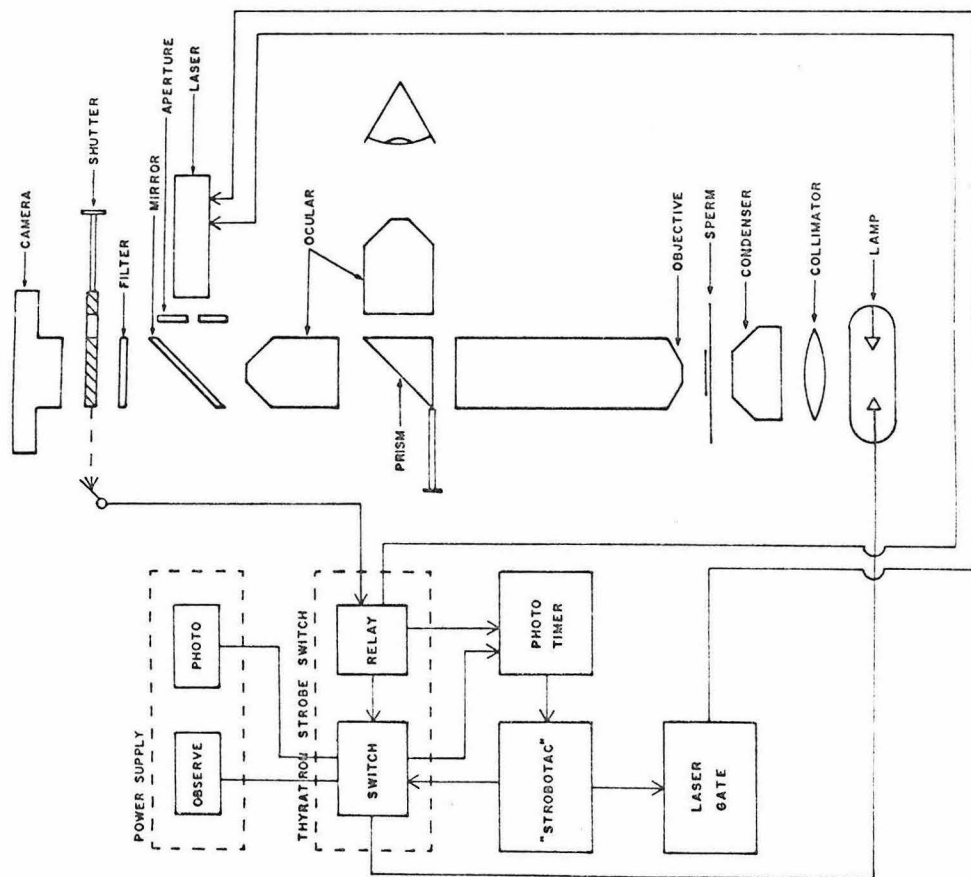 CAMERA
SHUTTER
FILTER
MIRROR
APERTURE
LASER
OCULAR
PRISM
OBJECTIVE
SPERM
CONDENSER
COLLIMATOR
LAMP
POWER SUPPLY
OBSERVE
PHOTO
THYRATRON STROBE SWITCH
SWITCH
RELAY
"STROBOTAC"
PHOTO
TIMER
LASER
GATE